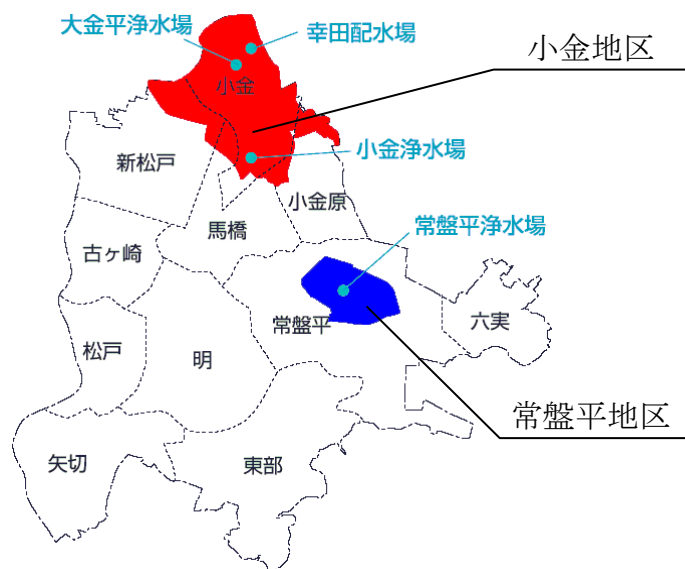 大金平浄水場
幸田配水場
小金地区
小金
新松戸
小金浄水場
小金原
馬橋
常盤平浄水場
古ヶ崎
六実
常盤平
松戸
明
常盤平地区
矢切
東部